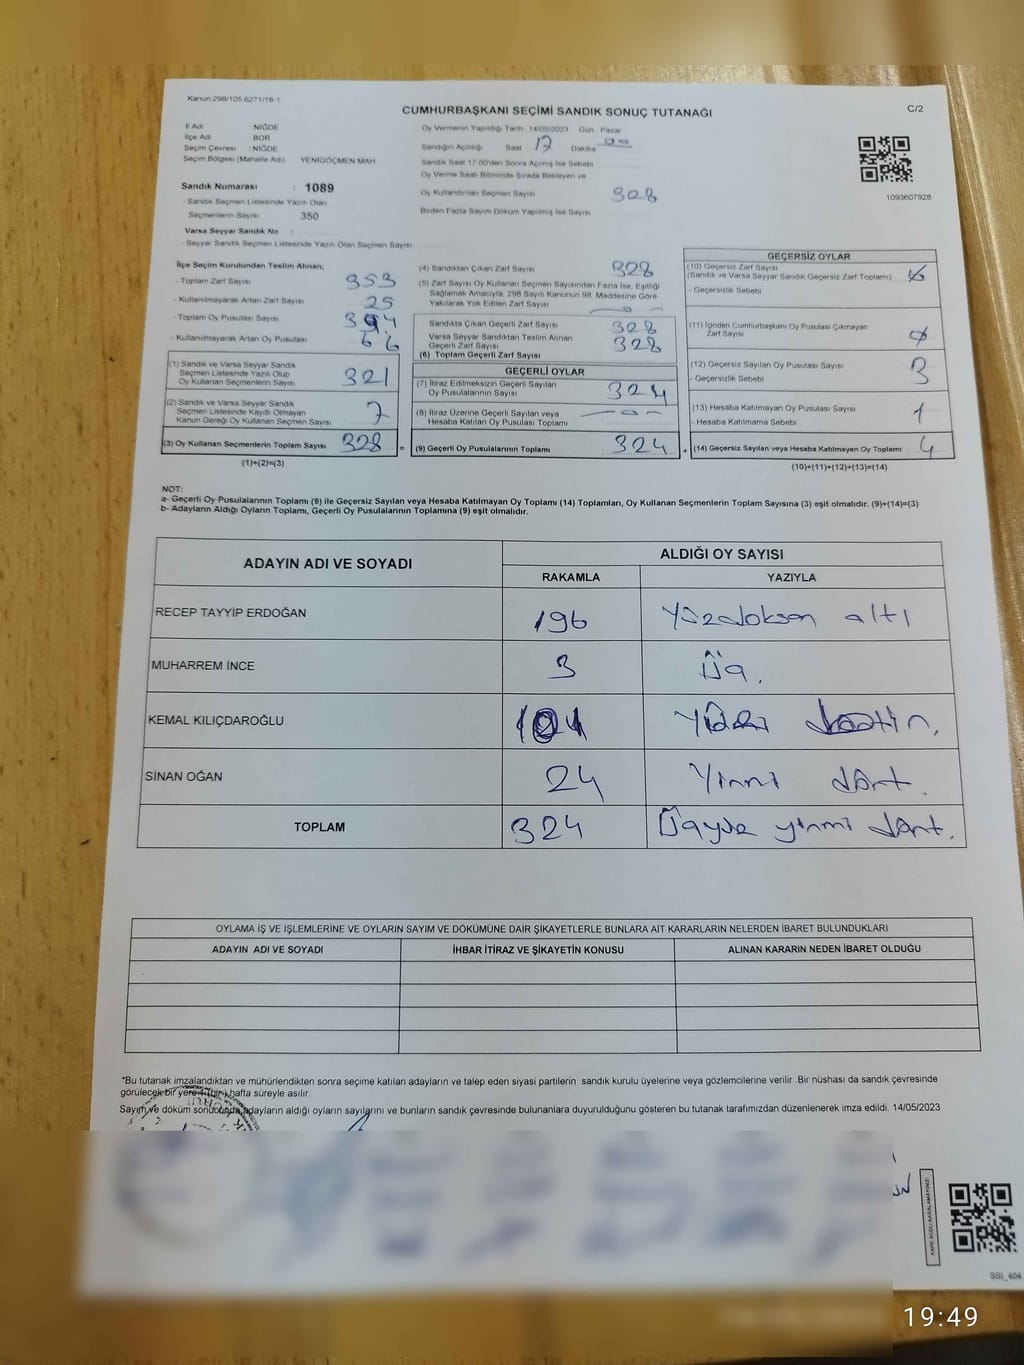 Kanun:298/105,6271/18-1
CUMHURBAŞKANI SEÇİMİ SANDIK SONUÇ TUTANAĞI
C/2
İl Adı NİĞDE
İlçe Adı BOR
Seçim Çevresi : NİĞDE
Seçim Bölgesi (Mahalle Adı) YENİGÖÇMEN MAH.
Sandık Numarası : 1089
Sandık Seçmen Listesinde Yazılı Olan
Seçmenlerin Sayısı : 350
Varsa Seyyar Sandık No
- Seyyar Sandık Seçmen Listesinde Yazılı Olan Seçmen Sayısı
Oy Vermenin Yapıldığı Tarih 14/05/2023 Gün Pazar
Sandığın Açıldığı Saat 17 Dakika 00
Sandık Saat 17.00'den Sonra Açılmış İse Sebebi
Oy Verme Saati Bitiminde Sırada Bekleyen ve
Oy Kullandırılan Seçmen Sayısı 328
Birden Fazla Sayım Döküm Yapılmış İse Sayısı
1093607928
İlçe Seçim Kurulundan Teslim Alınan;
- Toplam Zarf Sayısı 353
- Kullanılmayarak Artan Zarf Sayısı 25
- Toplam Oy Pusulası Sayısı 394
- Kullanılmayarak Artan Oy Pusulası 66
(1) Sandık ve Varsa Seyyar Sandık
Seçmen Listesinde Yazılı Olup
Oy Kullanan Seçmenlerin Sayısı 321
(2) Sandık ve Varsa Seyyar Sandık
Seçmen Listesinde Kayıtlı Olmayan
Kanun Gereği Oy Kullanan Seçmen Sayısı 7
(3) Oy Kullanan Seçmenlerin Toplam Sayısı 328 =
(1)+(2)=(3)
(4) Sandıktan Çıkan Zarf Sayısı 328
(5) Zarf Sayısı Oy Kullanan Seçmen Sayısından Fazla İse, Eşitliği
Sağlamak Amacıyla, 298 Sayılı Kanunun 98. Maddesine Göre
Yakılarak Yok Edilen Zarf Sayısı — o —
Sandıkta Çıkan Geçerli Zarf Sayısı 328
Varsa Seyyar Sandıktan Teslim Alınan
Geçerli Zarf Sayısı 328
(6) Toplam Geçerli Zarf Sayısı
GEÇERLİ OYLAR
(7) İtiraz Edilmeksizin Geçerli Sayılan
Oy Pusulasının Sayısı 324
(8) İtiraz Üzerine Geçerli Sayılan veya
Hesaba Katılan Oy Pusulası Toplamı — o —
(9) Geçerli Oy Pusulalarının Toplamı 324 +
GEÇERSİZ OYLAR
(10) Geçersiz Zarf Sayısı
(Sandık ve Varsa Seyyar Sandık Geçersiz Zarf Toplamı)
- Geçersizlik Sebebi
(11) İçinden Cumhurbaşkanı Oy Pusulası Çıkmayan
Zarf Sayısı
(12) Geçersiz Sayılan Oy Pusulası Sayısı 3
- Geçersizlik Sebebi
(13) Hesaba Katılmayan Oy Pusulası Sayısı 1
- Hesaba Katılmama Sebebi
(14) Geçersiz Sayılan veya Hesaba Katılmayan Oy Toplamı 4
(10)+(11)+(12)+(13)=(14)
NOT:
a- Geçerli Oy Pusulalarının Toplamı (9) ile Geçersiz Sayılan veya Hesaba Katılmayan Oy Toplamı (14) Toplamları, Oy Kullanan Seçmenlerin Toplam Sayısına (3) eşit olmalıdır. (9)+(14)=(3)
b- Adayların Aldığı Oyların Toplamı, Geçerli Oy Pusulalarının Toplamına (9) eşit olmalıdır.
ADAYIN ADI VE SOYADI
ALDIĞI OY SAYISI
RAKAMLA YAZIYLA
RECEP TAYYİP ERDOĞAN 196 Yüzdoksan altı
MUHARREM İNCE 3 Üç.
KEMAL KILIÇDAROĞLU 101
SİNAN OĞAN 24 Yirmi dört.
TOPLAM 324 Üçyüz yirmi dört.
OYLAMA İŞ VE İŞLEMLERİNE VE OYLARIN SAYIM VE DÖKÜMÜNE DAİR ŞİKAYETLERLE BUNLARA AİT KARARLARIN NELERDEN İBARET BULUNDUKLARI
ADAYIN ADI VE SOYADI İHBAR İTİRAZ VE ŞİKAYETİN KONUSU ALINAN KARARIN NEDEN İBARET OLDUĞU
*Bu tutanak imzalandıktan ve mühürlendikten sonra seçime katılan adayların ve talep eden siyasi partilerin sandık kurulu üyelerine veya gözlemcilerine verilir. Bir nüshası da sandık çevresinde
görülecek bir yere 1 (bir) hafta süreyle asılır.
Sayım ve döküm sonucunda adayların aldığı oyların sayılarını ve bunların sandık çevresinde bulunanlara duyurulduğunu gösteren bu tutanak tarafımızdan düzenlenerek imza edildi. 14/05/2023
SSI_404
19:49